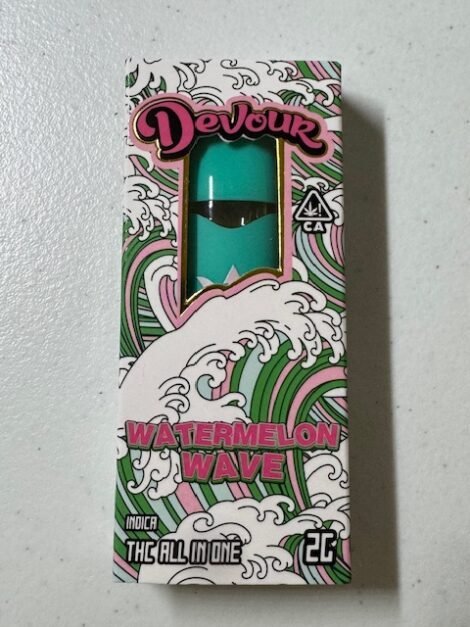 Devour
CA
WATERMELON
WAVE
INDICA
THC ALL IN ONE
2G